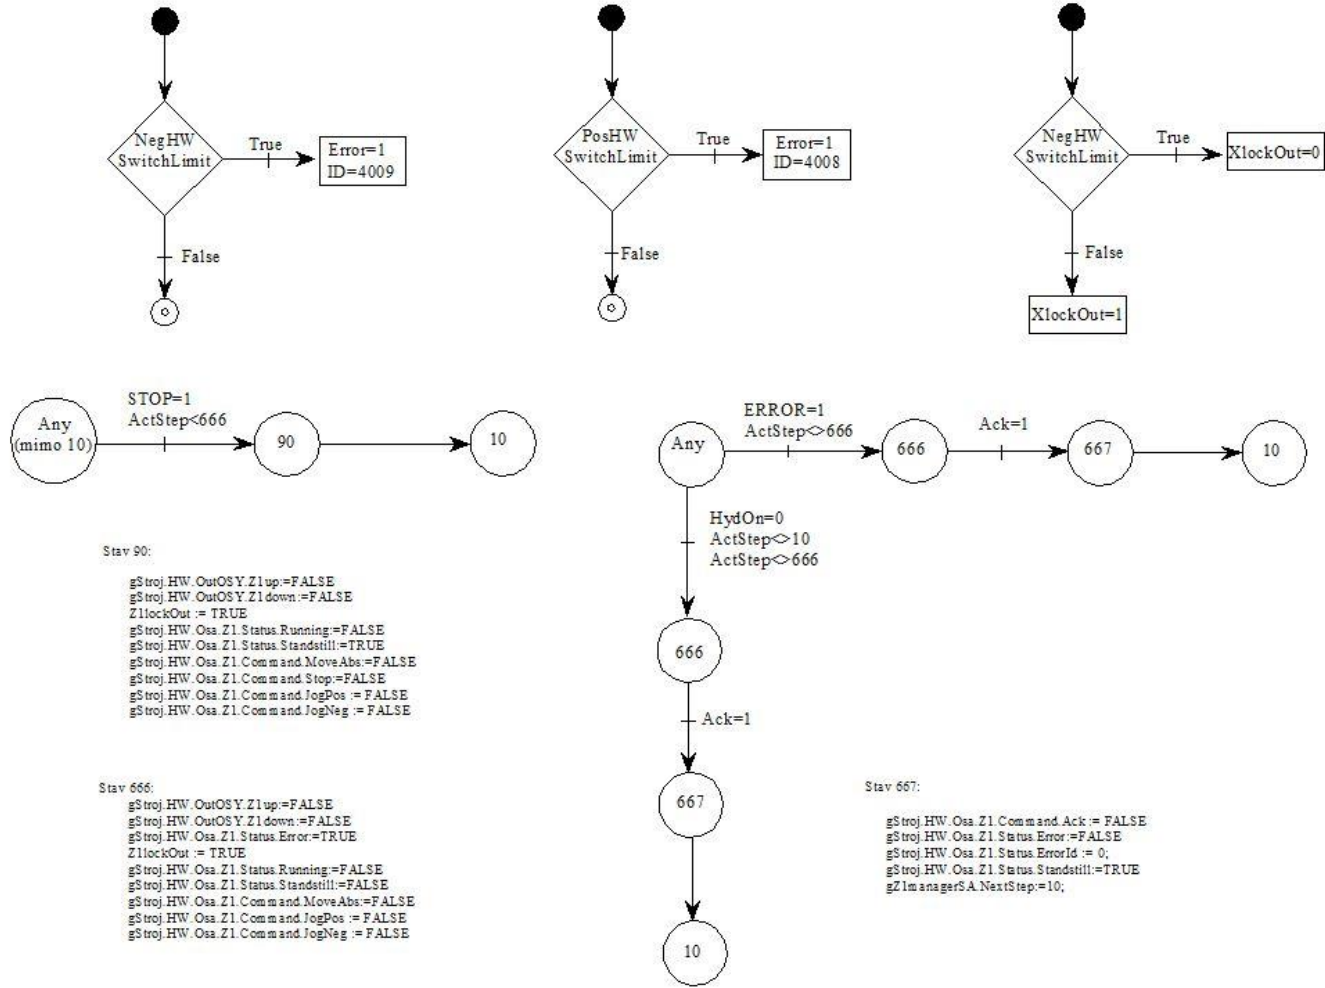 NegHW
SwitchLimit
True
Error=1
ID=4009
False
PosHW
SwitchLimit
True
Error=1
ID=4008
False
NegHW
SwitchLimit
True
XlockOut=0
False
XlockOut=1
Any
(mimo 10)
STOP=1
ActStep<666
90
10
Any
ERROR=1
ActStep<>666
666
Ack=1
667
10
HydOn=0
ActStep<>10
ActStep<>666
666
Ack=1
667
10
Stav 90:
gStroj.HW.OutOSY.Z1up:=FALSE
gStroj.HW.OutOSY.Z1down:=FALSE
Z1lockOut := TRUE
gStroj.HW.Osa.Z1.Status.Running:=FALSE
gStroj.HW.Osa.Z1.Status.Standstill:=TRUE
gStroj.HW.Osa.Z1.Command.MoveAbs:=FALSE
gStroj.HW.Osa.Z1.Command.Stop:=FALSE
gStroj.HW.Osa.Z1.Command.JogPos := FALSE
gStroj.HW.Osa.Z1.Command.JogNeg := FALSE
Stav 666:
gStroj.HW.OutOSY.Z1up:=FALSE
gStroj.HW.OutOSY.Z1down:=FALSE
gStroj.HW.Osa.Z1.Status.Error:=TRUE
Z1lockOut := TRUE
gStroj.HW.Osa.Z1.Status.Running:=FALSE
gStroj.HW.Osa.Z1.Status.Standstill:=FALSE
gStroj.HW.Osa.Z1.Command.MoveAbs:=FALSE
gStroj.HW.Osa.Z1.Command.JogPos := FALSE
gStroj.HW.Osa.Z1.Command.JogNeg := FALSE
Stav 667:
gStroj.HW.Osa.Z1.Command.Ack := FALSE
gStroj.HW.Osa.Z1.Status.Error:=FALSE
gStroj.HW.Osa.Z1.Status.ErrorId := 0;
gStroj.HW.Osa.Z1.Status.Standstill:=TRUE
gZ1managerSA.NextStep:=10;